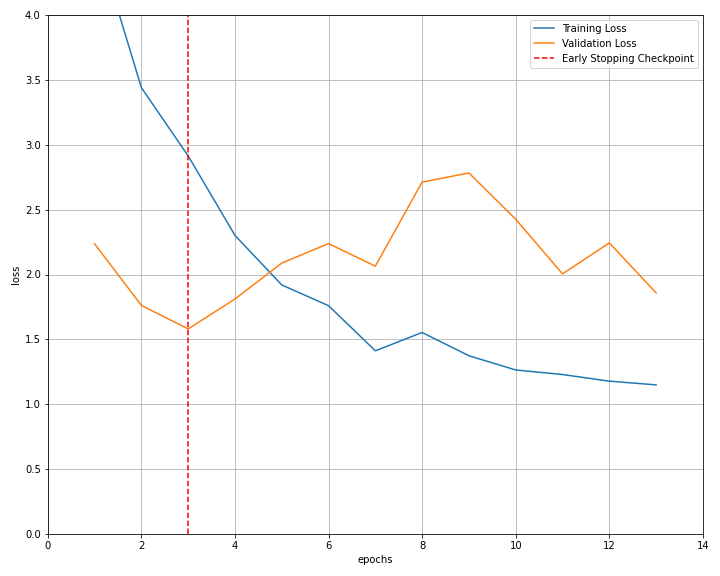 Training Loss
Validation Loss
Early Stopping Checkpoint
4.0
3.5
3.0
2.5
2.0
1.5
1.0
0.5
0.0
loss
0 2 4 6 8 10 12 14
epochs